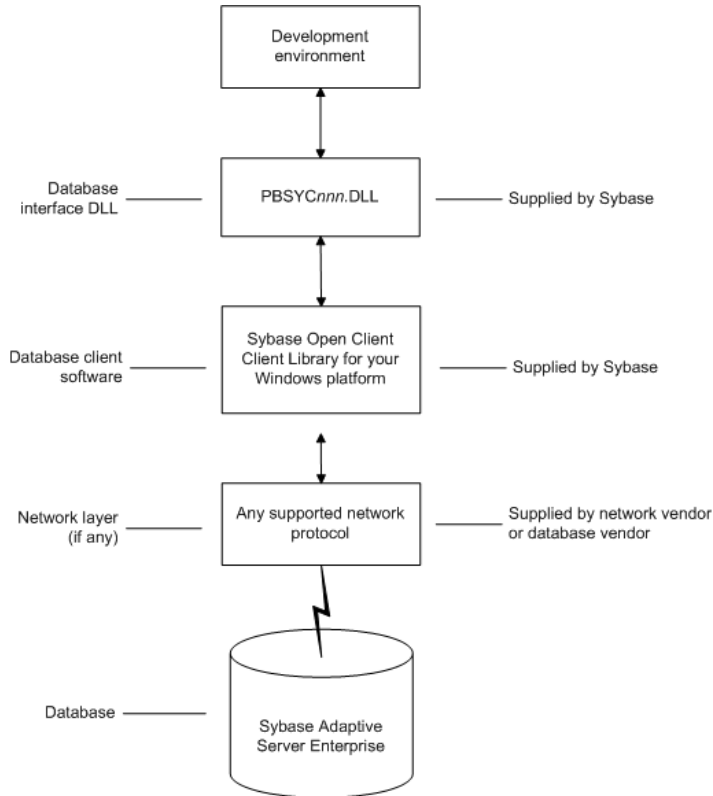 Development
environment
Database
interface DLL
PBSYCnnn.DLL
Supplied by Sybase
Database client
software
Sybase Open Client
Client Library for your
Windows platform
Supplied by Sybase
Network layer
(if any)
Any supported network
protocol
Supplied by network vendor
or database vendor
Database
Sybase Adaptive
Server Enterprise